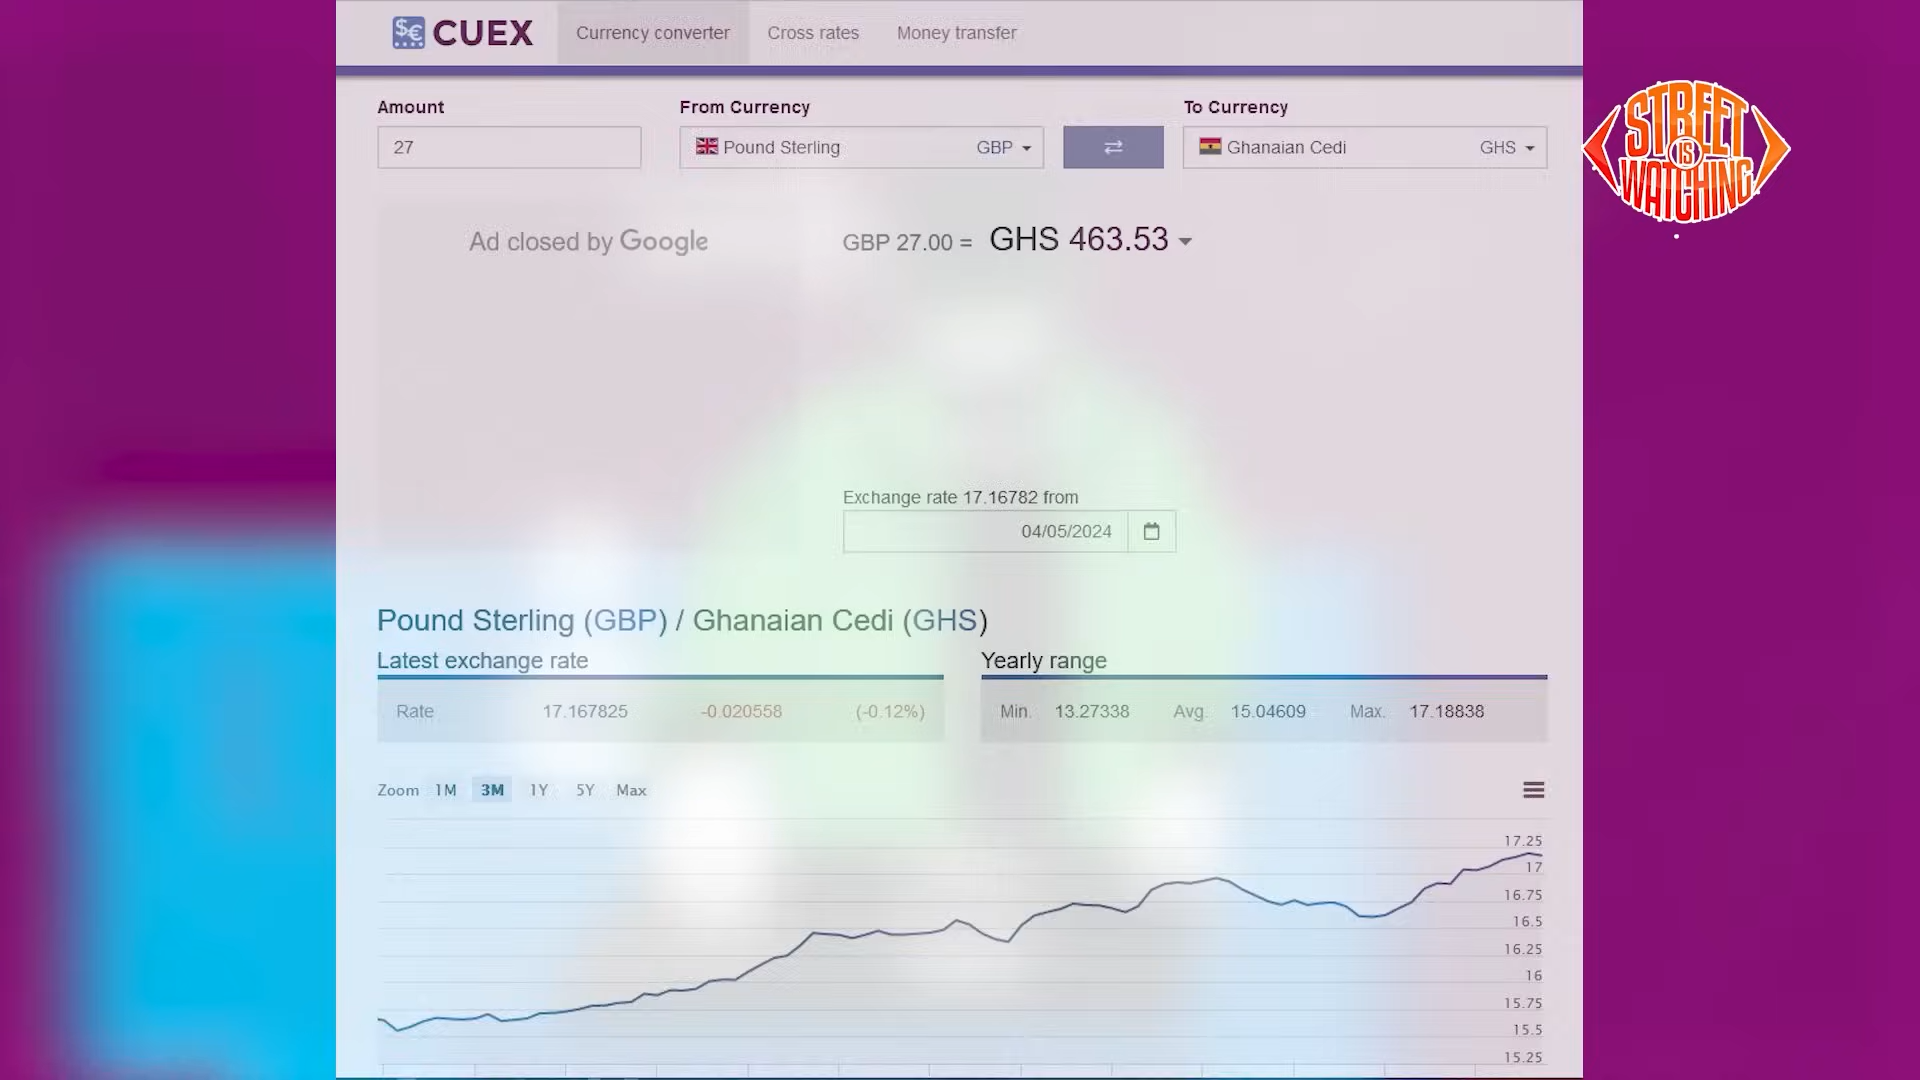 $€ CUEX Currency converter Cross rates Money transfer
Amount From Currency To Currency
27 Pound Sterling GBP Ghanaian Cedi GHS
STREET
IS
WATCHING
Ad closed by Google GBP 27.00 = GHS 463.53
Exchange rate 17.16782 from
04/05/2024
Pound Sterling (GBP) / Ghanaian Cedi (GHS)
Latest exchange rate Yearly range
Rate 17.167825 -0.020558 (-0.12%) Min. 13.27338 Avg. 15.04609 Max. 17.18838
Zoom 1M 3M 1Y 5Y Max
17.25
17
16.75
16.5
16.25
16
15.75
15.5
15.25